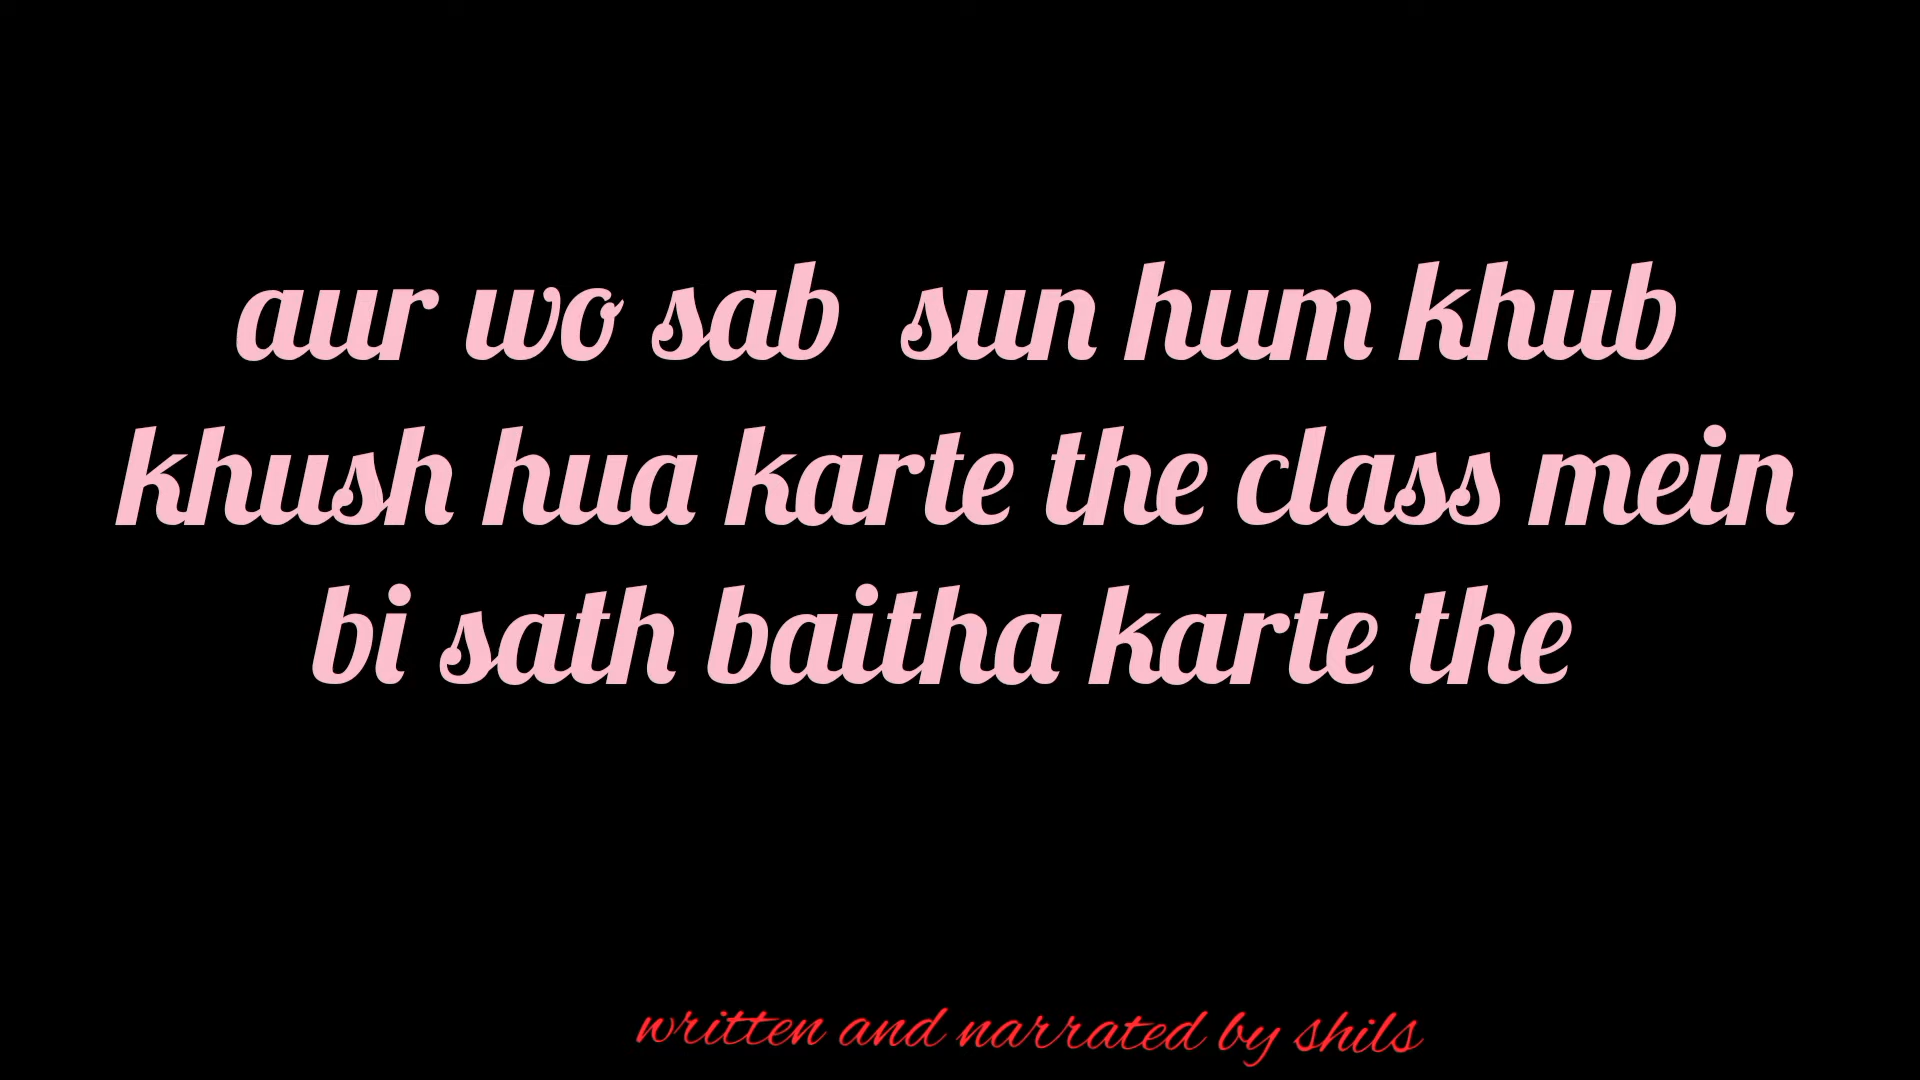 aur wo sab  sun hum khub
khush hua karte the class mein
bi sath baitha karte the
written and narrated by shils